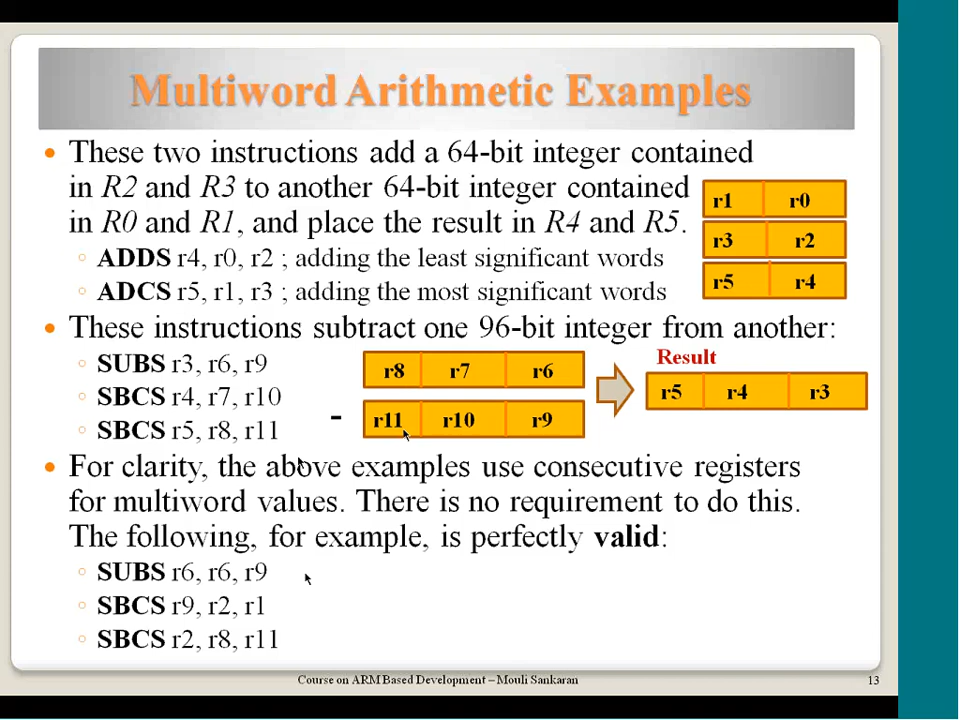 Multiword Arithmetic Examples
• These two instructions add a 64-bit integer contained
in R2 and R3 to another 64-bit integer contained
in R0 and R1, and place the result in R4 and R5.
◦ ADDS r4, r0, r2 ; adding the least significant words
◦ ADCS r5, r1, r3 ; adding the most significant words
r1 r0
r3 r2
r5 r4
• These instructions subtract one 96-bit integer from another:
◦ SUBS r3, r6, r9
◦ SBCS r4, r7, r10
◦ SBCS r5, r8, r11
r8 r7 r6
- r11 r10 r9
Result
r5 r4 r3
• For clarity, the above examples use consecutive registers
for multiword values. There is no requirement to do this.
The following, for example, is perfectly valid:
◦ SUBS r6, r6, r9
◦ SBCS r9, r2, r1
◦ SBCS r2, r8, r11
Course on ARM Based Development – Mouli Sankaran
13